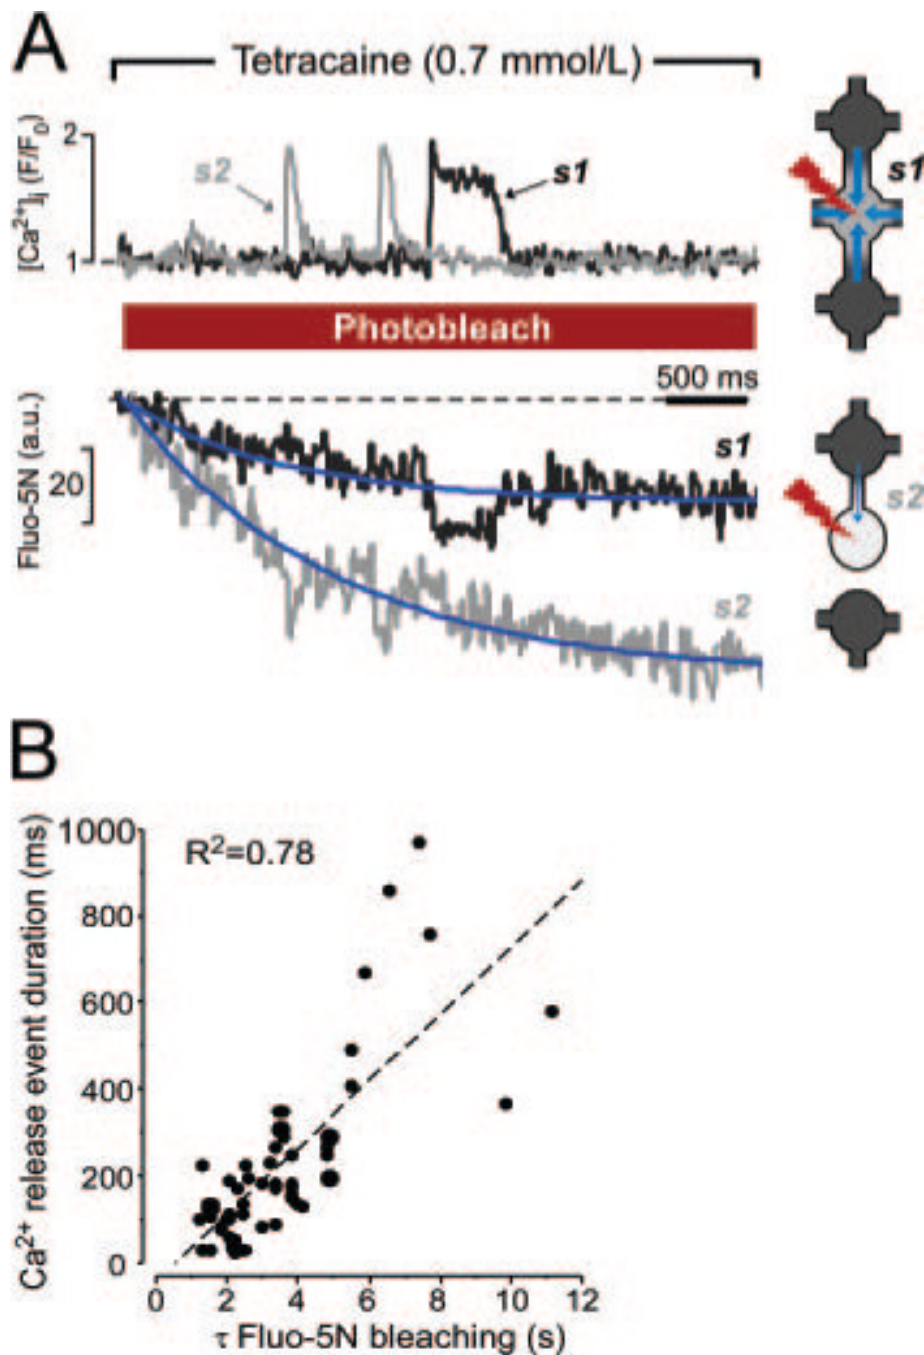 A
Tetracaine (0.7 mmol/L)
[Ca²⁺]ᵢ (F/F₀)
2
1
s2
s1
s1
Photobleach
500 ms
Fluo-5N (a.u.)
20
s1
s2
s2
B
Ca²⁺ release event duration (ms)
1000
800
600
400
200
0
R²=0.78
0 2 4 6 8 10 12
τ Fluo-5N bleaching (s)